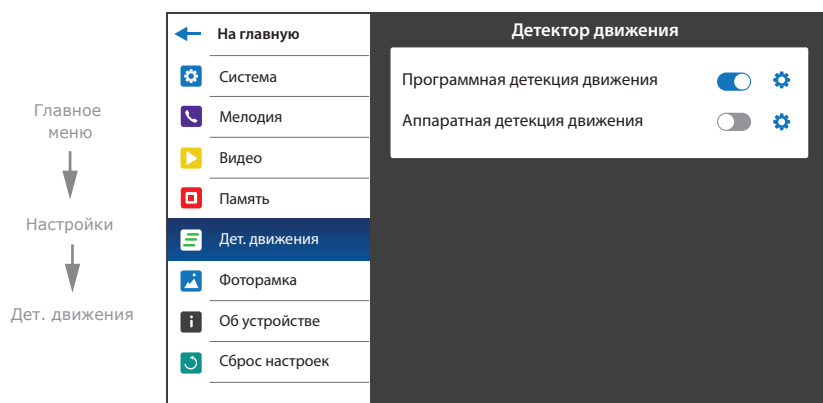 Главное
меню
Настройки
Дет. движения
На главную
Система
Мелодия
Видео
Память
Дет. движения
Фоторамка
Об устройстве
Сброс настроек
Детектор движения
Программная детекция движения
Аппаратная детекция движения